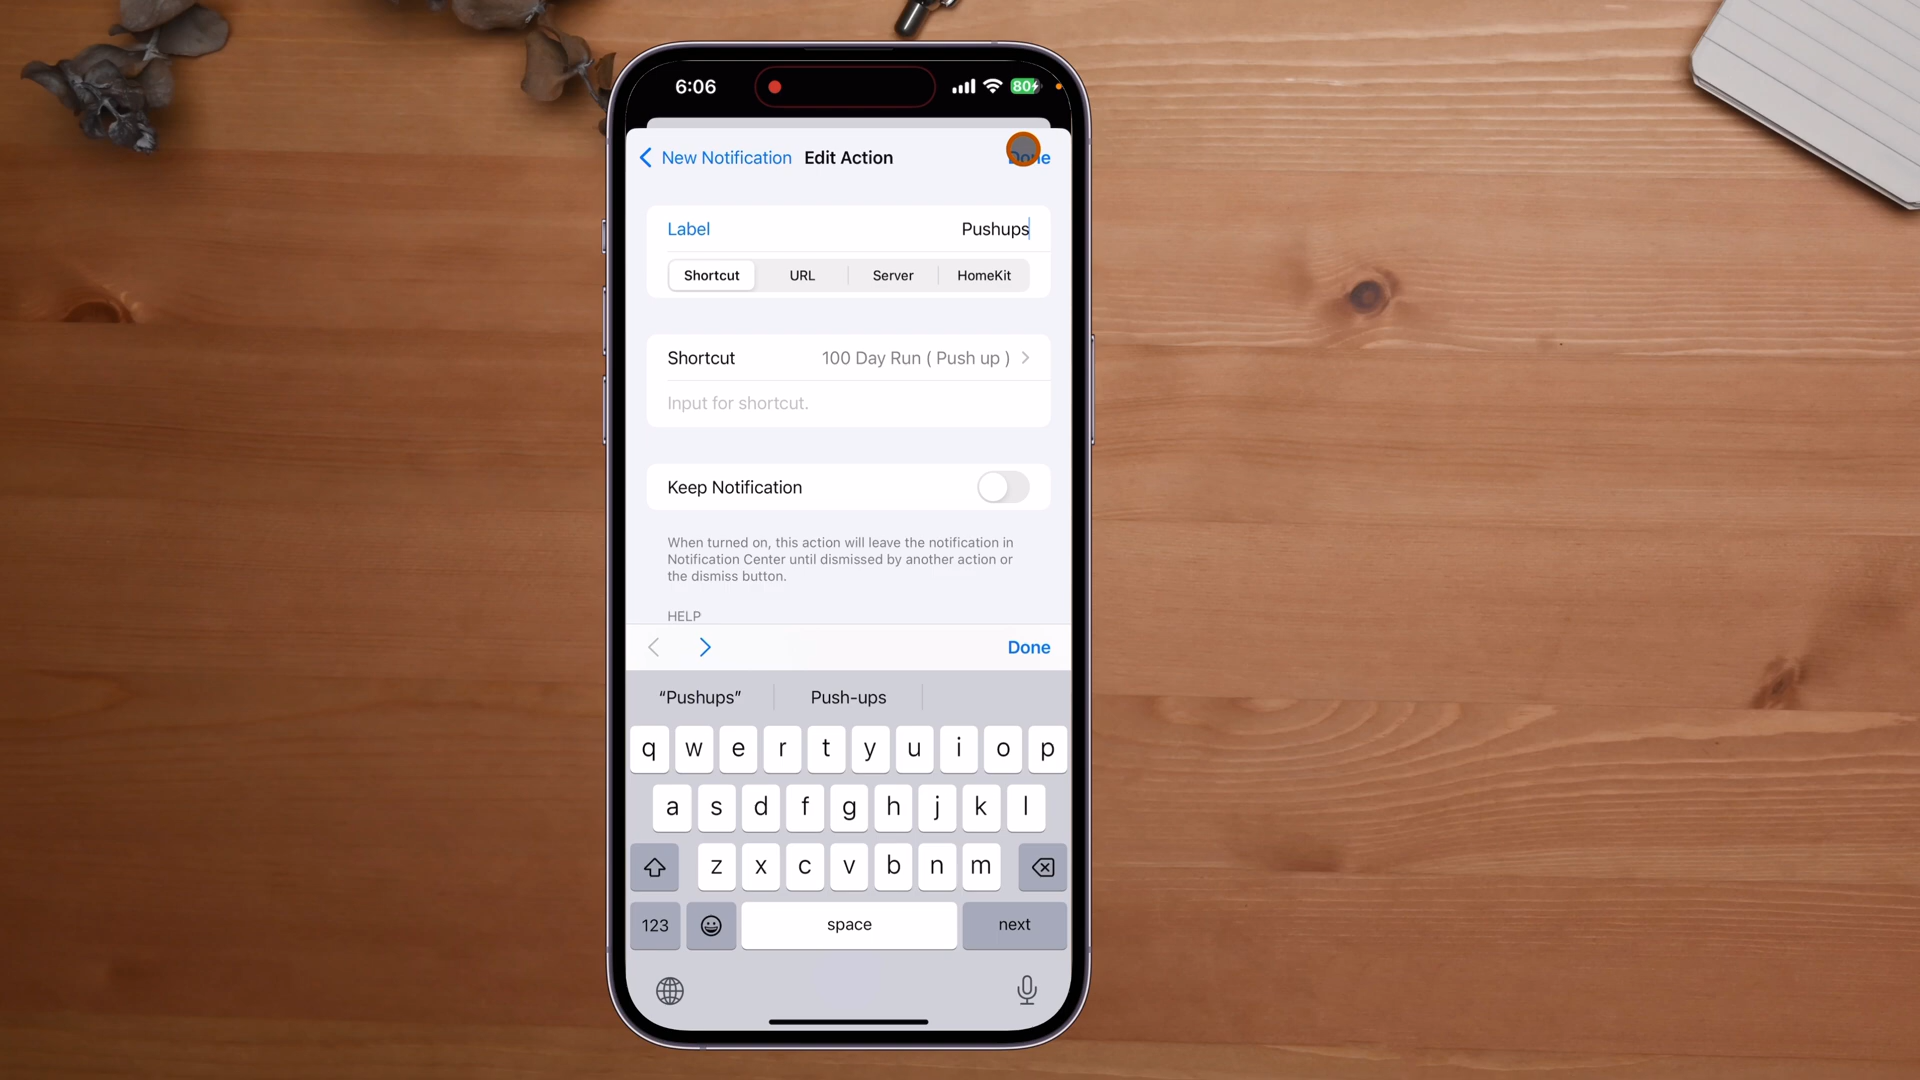 6:06
80
New Notification Edit Action Done
Label Pushups
Shortcut URL Server HomeKit
Shortcut 100 Day Run ( Push up )
Input for shortcut.
Keep Notification
When turned on, this action will leave the notification in
Notification Center until dismissed by another action or
the dismiss button.
HELP
Done
“Pushups” Push-ups
q w e r t y u i o p
a s d f g h j k l
z x c v b n m
123 space next